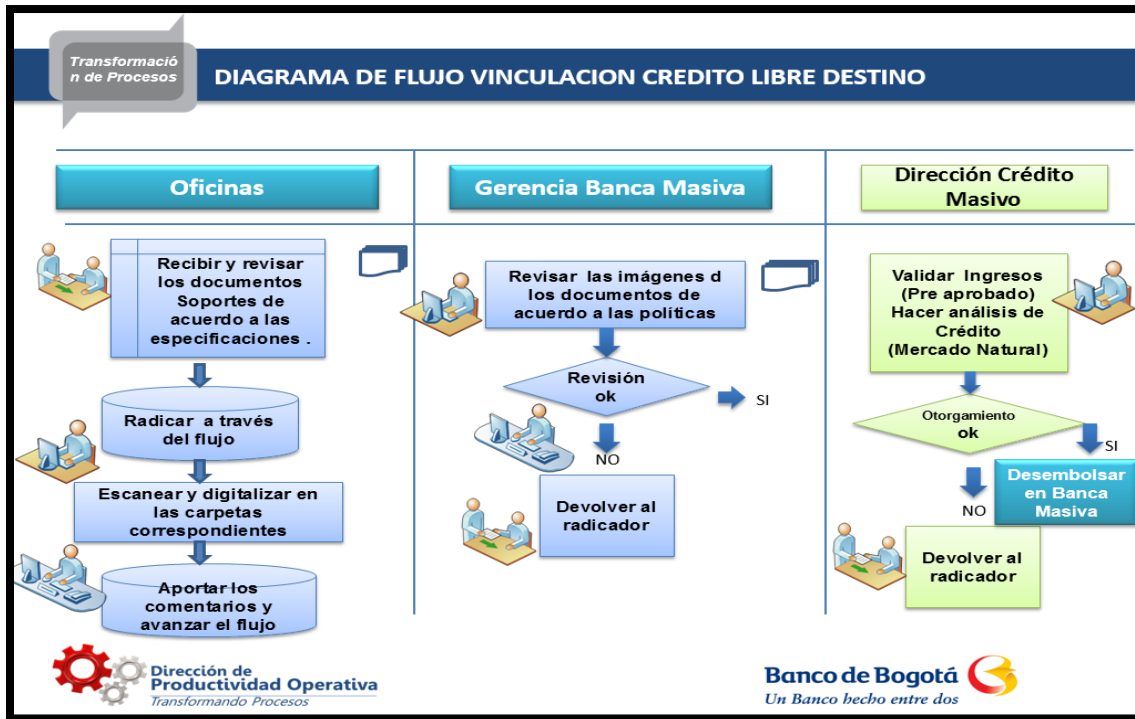 Transformació
n de Procesos
DIAGRAMA DE FLUJO VINCULACION CREDITO LIBRE DESTINO
Oficinas
Recibir y revisar
los documentos
Soportes de
acuerdo a las
especificaciones .
Radicar a través
del flujo
Escanear y digitalizar en
las carpetas
correspondientes
Aportar los
comentarios y
avanzar el flujo
Gerencia Banca Masiva
Revisar las imágenes d
los documentos de
acuerdo a las políticas
Revisión
ok
SI
NO
Devolver al
radicador
Dirección Crédito
Masivo
Validar Ingresos
(Pre aprobado)
Hacer análisis de
Crédito
(Mercado Natural)
Otorgamiento
ok
SI
Desembolsar
en Banca
Masiva
NO
Devolver al
radicador
Dirección de
Productividad Operativa
Transformando Procesos
Banco de Bogotá
Un Banco hecho entre dos